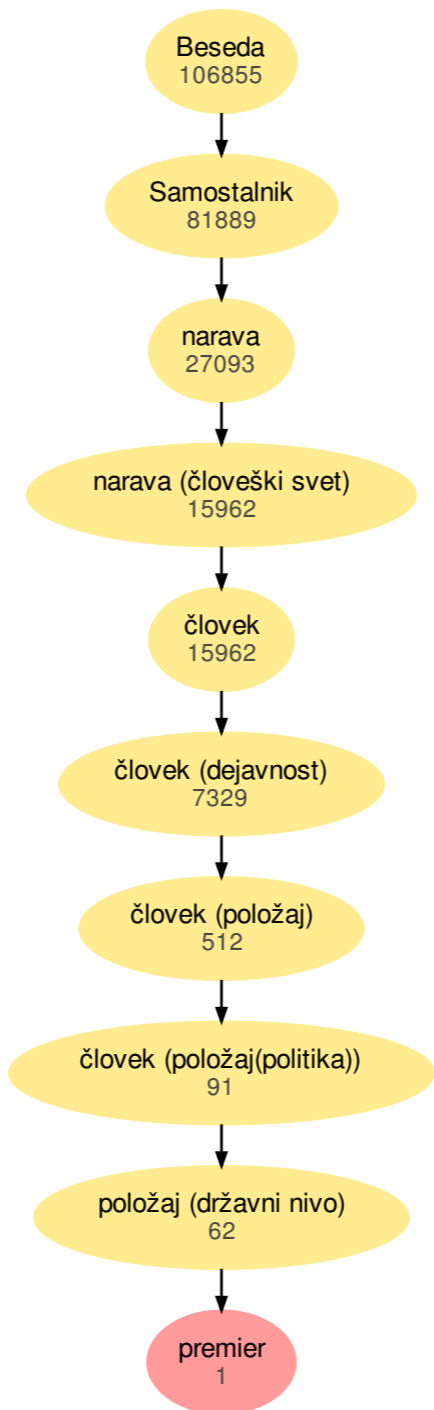 Beseda
106855
Samostalnik
81889
narava
27093
narava (človeški svet)
15962
človek
15962
človek (dejavnost)
7329
človek (položaj)
512
človek (položaj(politika))
91
položaj (državni nivo)
62
premier
1